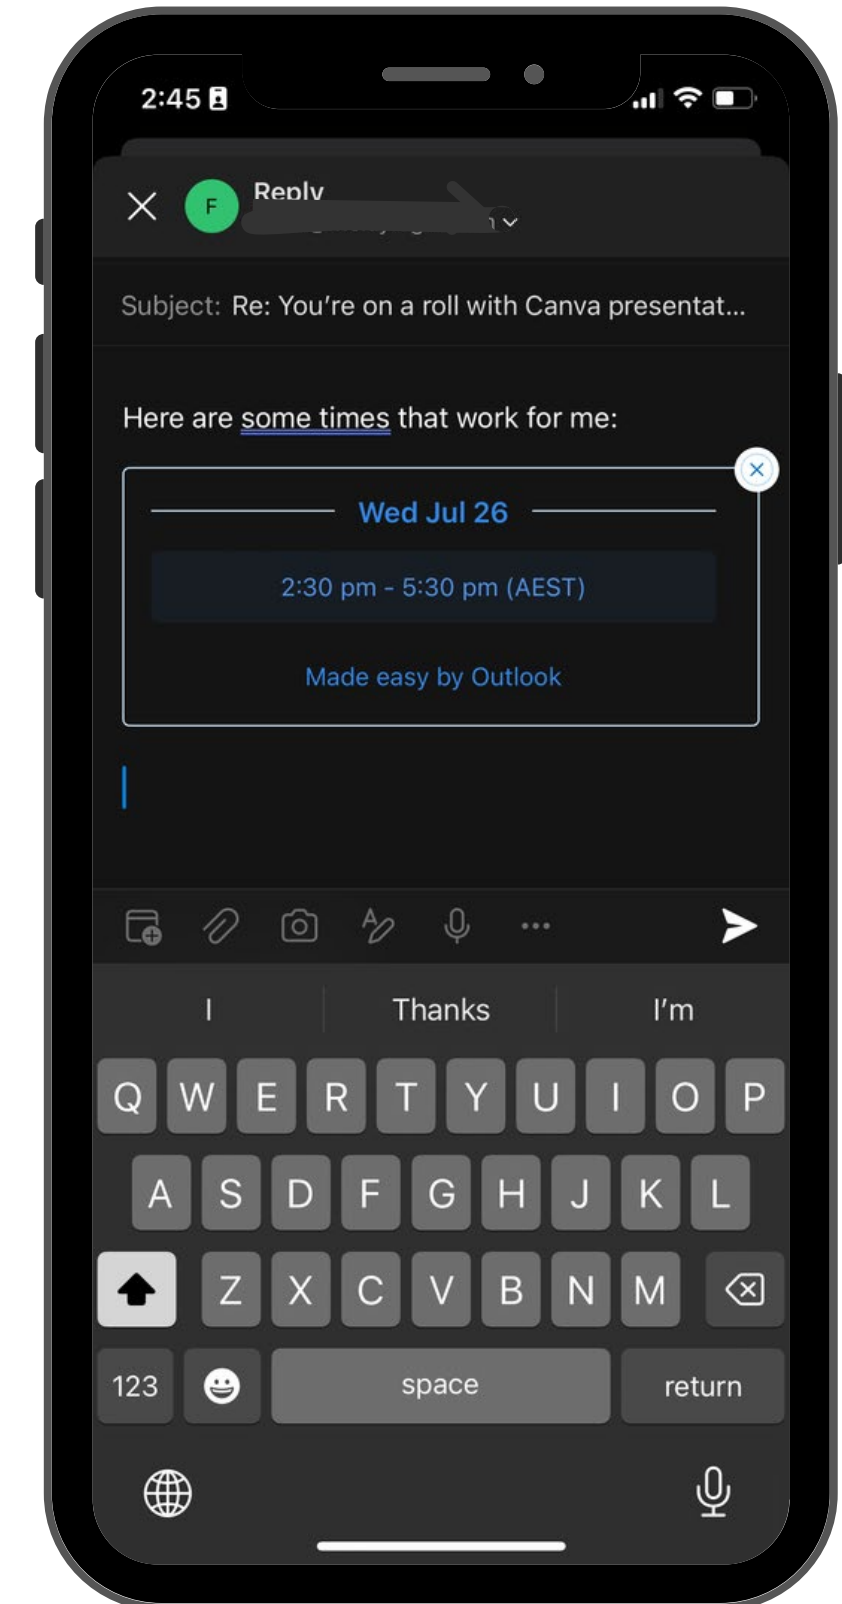 2:45
F
Reply
Subject: Re: You're on a roll with Canva presentat...
Here are some times that work for me:
Wed Jul 26
2:30 pm - 5:30 pm (AEST)
Made easy by Outlook
I Thanks I'm
Q W E R T Y U I O P
A S D F G H J K L
Z X C V B N M
123 space return